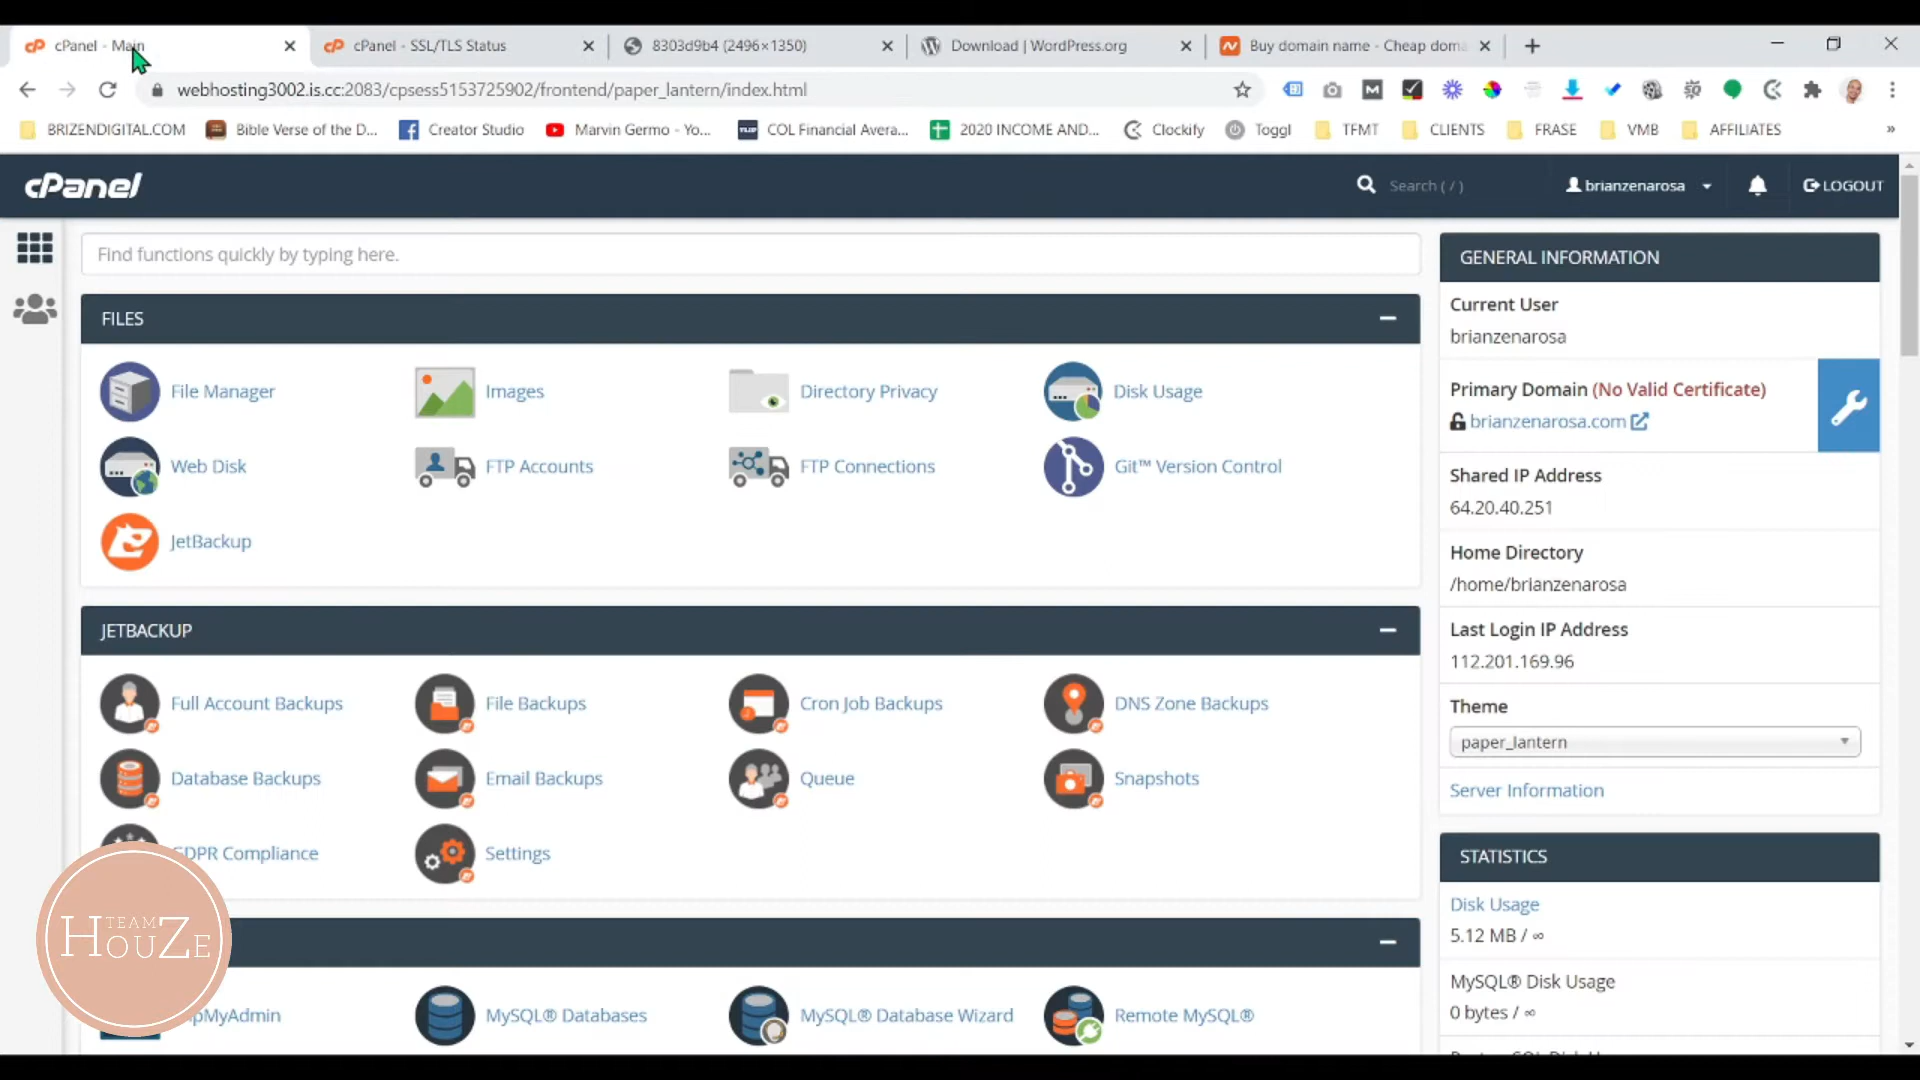 cPanel - Main
cPanel - SSL/TLS Status
8303d9b4 (2496×1350)
Download | WordPress.org
Buy domain name - Cheap doma
webhosting3002.is.cc:2083/cpsess5153725902/frontend/paper_lantern/index.html
BRIZENDIGITAL.COM
Bible Verse of the D...
Creator Studio
Marvin Germo - Yo...
COL Financial Avera...
2020 INCOME AND...
Clockify
Toggl
TFMT
CLIENTS
FRASE
VMB
AFFILIATES
»
cPanel
Search ( / )
brianzenarosa
LOGOUT
Find functions quickly by typing here.
FILES
File Manager
Images
Directory Privacy
Disk Usage
Web Disk
FTP Accounts
FTP Connections
Git™ Version Control
JetBackup
JETBACKUP
Full Account Backups
File Backups
Cron Job Backups
DNS Zone Backups
Database Backups
Email Backups
Queue
Snapshots
GDPR Compliance
Settings
pMyAdmin
MySQL® Databases
MySQL® Database Wizard
Remote MySQL®
GENERAL INFORMATION
Current User
brianzenarosa
Primary Domain (No Valid Certificate)
brianzenarosa.com
Shared IP Address
64.20.40.251
Home Directory
/home/brianzenarosa
Last Login IP Address
112.201.169.96
Theme
paper_lantern
Server Information
STATISTICS
Disk Usage
5.12 MB / ∞
MySQL® Disk Usage
0 bytes / ∞
TEAM
HOUZE